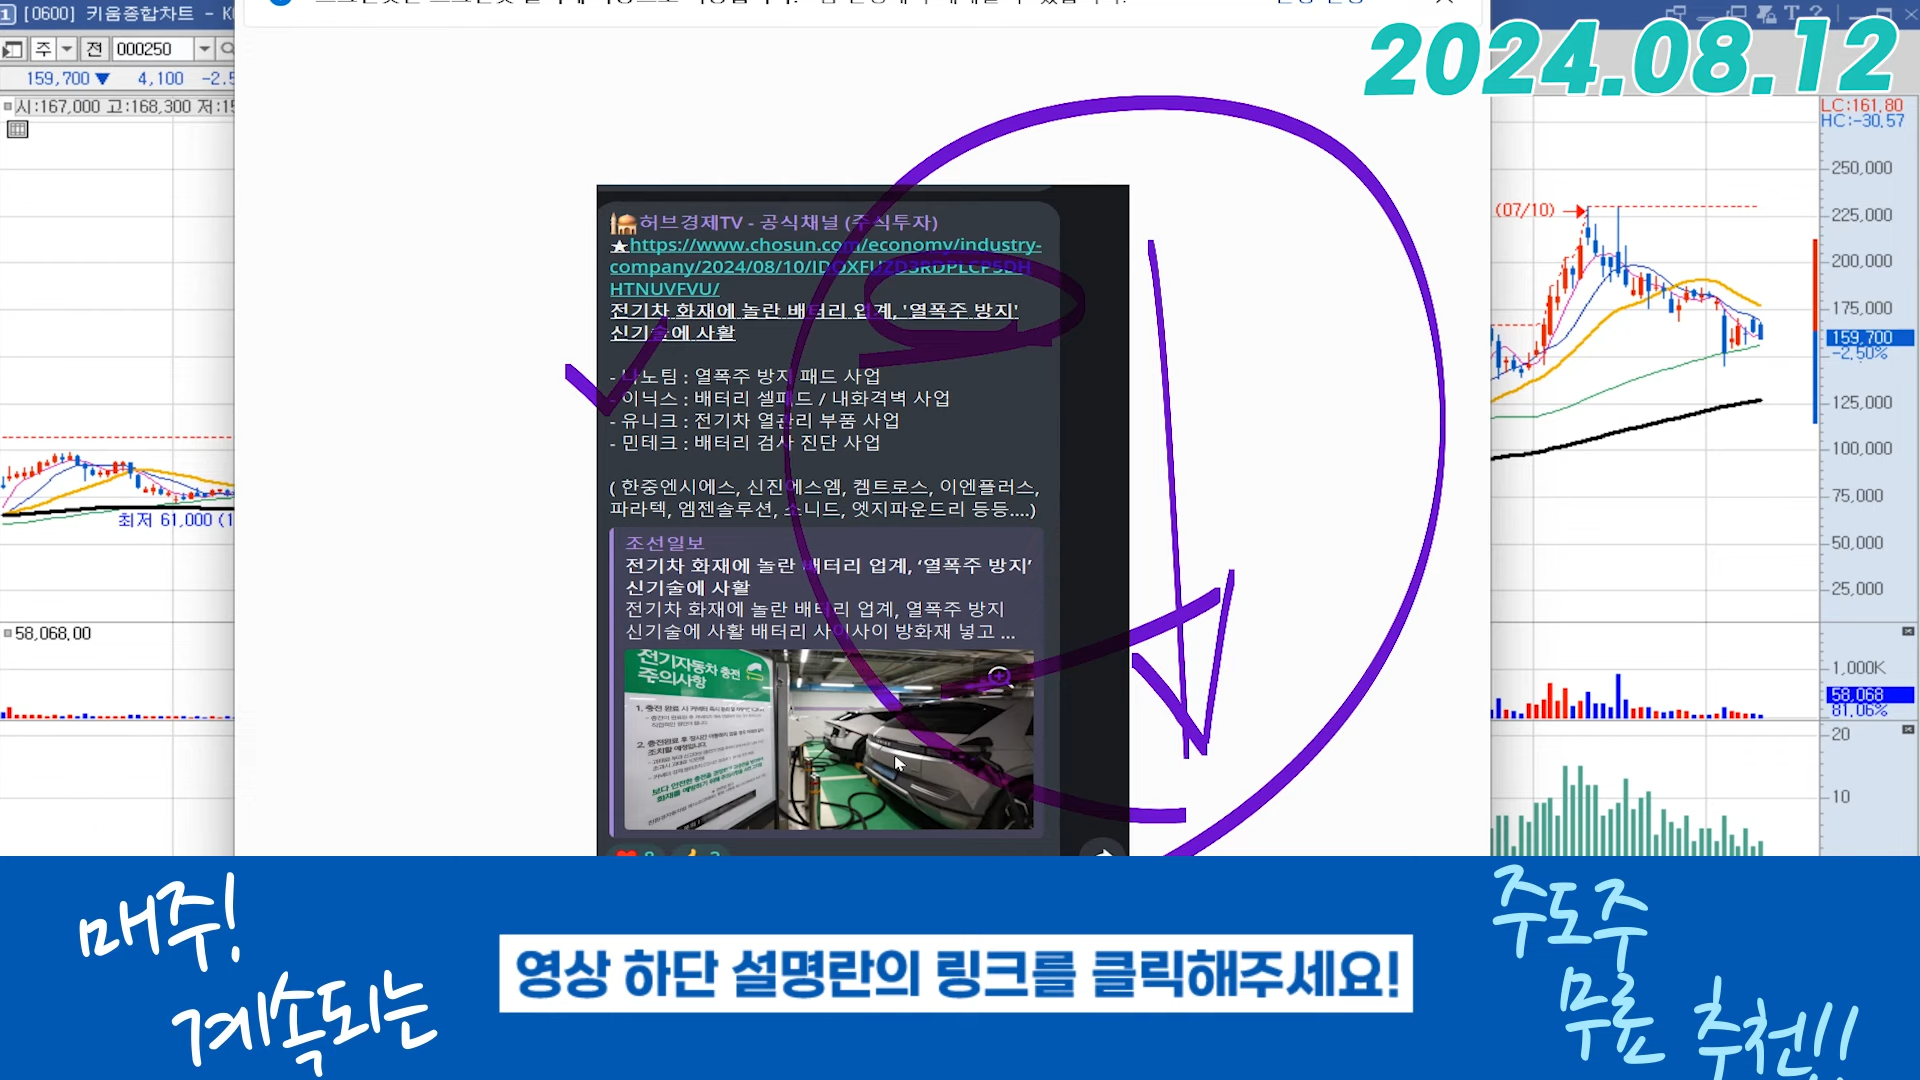 [0600] 키움종합차트 - K
2024.08.12
주 전 000250
159,700 ▼ 4,100 -2.5
시:167,000 고:168,300 저:15
LC:161,80
HC:-30,57
250,000
(07/10)
225,000
200,000
175,000
159,700
-2,50%
125,000
100,000
75,000
50,000
25,000
최저 61,000 (1
58,068,00
1,000K
58,068
81,06%
20
10
허브경제TV - 공식채널 (주식투자)
★https://www.chosun.com/economy/industry-
company/2024/08/10/IDOXFUZD3RDPLCP5DH
HTNUVFVU/
전기차 화재에 놀란 배터리 업계, '열폭주 방지'
신기술에 사활
- 나노팀 : 열폭주 방지 패드 사업
- 이닉스 : 배터리 셀패드 / 내화격벽 사업
- 유니크 : 전기차 열관리 부품 사업
- 민테크 : 배터리 검사 진단 사업
( 한중엔시에스, 신진에스엠, 켐트로스, 이엔플러스,
파라텍, 엠젠솔루션, 소니드, 엣지파운드리 등등....)
조선일보
전기차 화재에 놀란 배터리 업계, ‘열폭주 방지’
신기술에 사활
전기차 화재에 놀란 배터리 업계, 열폭주 방지
신기술에 사활 배터리 사이사이 방화재 넣고 ...
전기자동차 충전
주의사항
매주!
계속되는
영상 하단 설명란의 링크를 클릭해주세요!
주도주
무료
추천!!